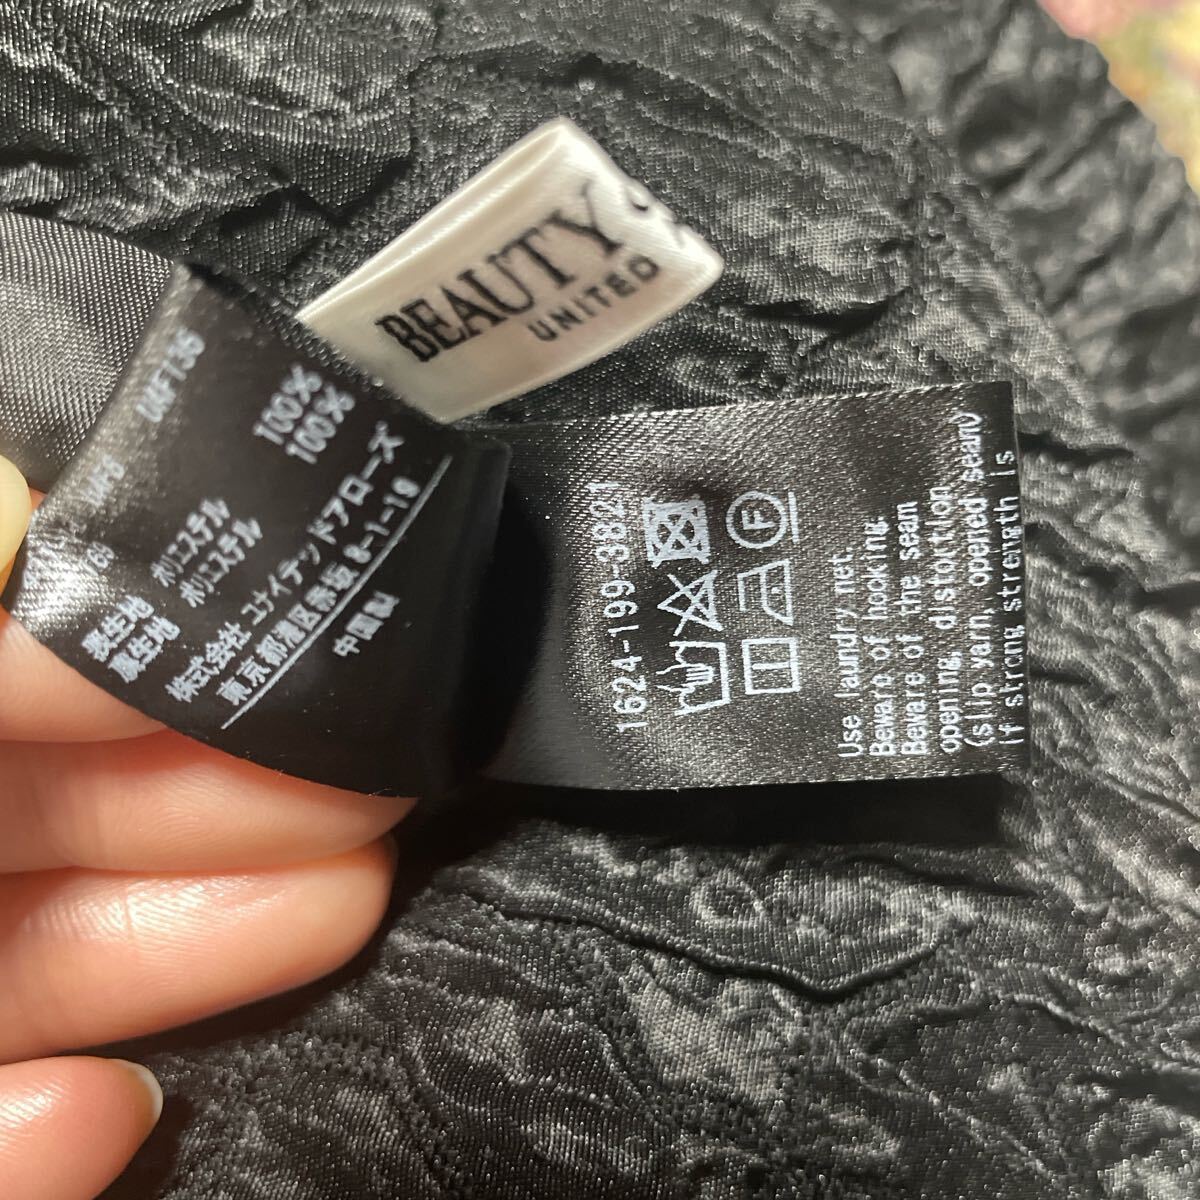 BEAUTY &
UNITED
100%
100%
表生地 ポリエステル
裏生地 ポリエステル
株式会社 ユナイテッドアローズ
東京都港区赤坂 8-1-19
中国製
1624-199-3821
F
Use laundry net.
Beware of hooking.
Beware of the seam
opening, distortion
(slip yarn, opened seam)
if strong strength is